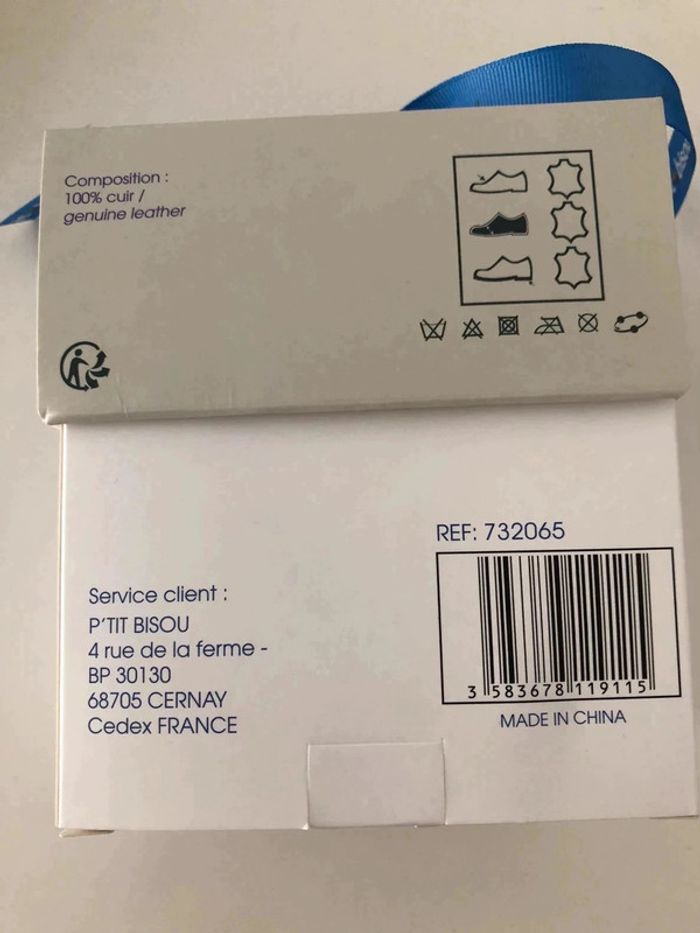 Composition :
100% cuir /
genuine leather
REF: 732065
3 583678 119115
MADE IN CHINA
Service client :
P'TIT BISOU
4 rue de la ferme -
BP 30130
68705 CERNAY
Cedex FRANCE